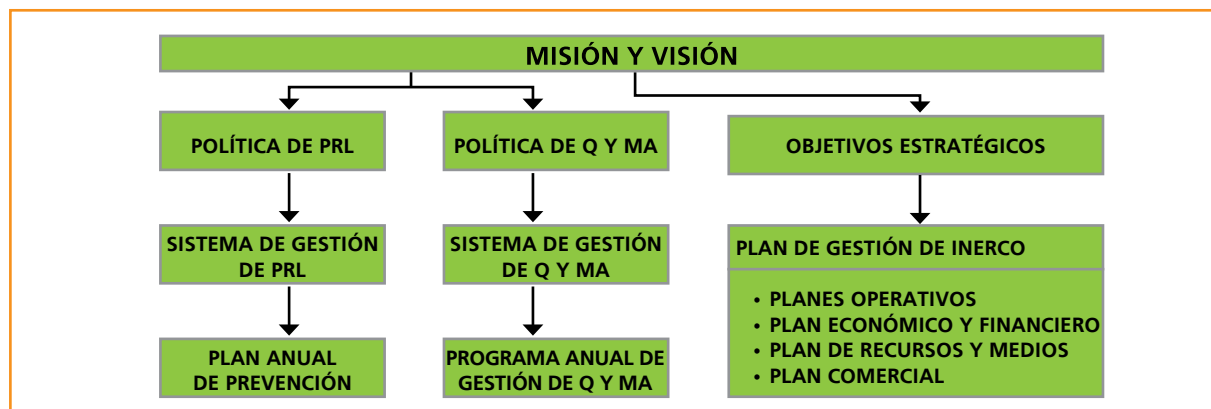 MISIÓN Y VISIÓN
POLÍTICA DE PRL
POLÍTICA DE Q Y MA
OBJETIVOS ESTRATÉGICOS
SISTEMA DE GESTIÓN
DE PRL
SISTEMA DE GESTIÓN
DE Q Y MA
PLAN DE GESTIÓN DE INERCO
• PLANES OPERATIVOS
• PLAN ECONÓMICO Y FINANCIERO
• PLAN DE RECURSOS Y MEDIOS
• PLAN COMERCIAL
PLAN ANUAL
DE PREVENCIÓN
PROGRAMA ANUAL DE
GESTIÓN DE Q Y MA